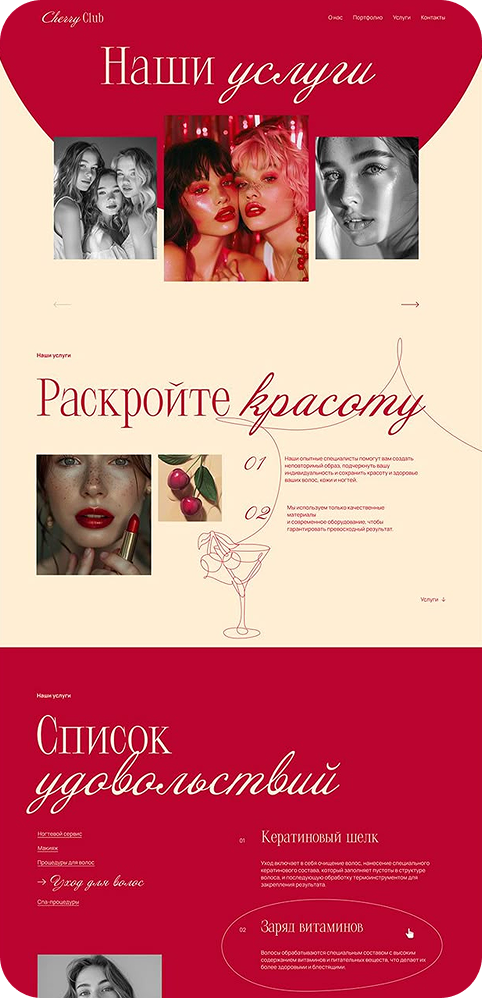 Cherry Club
О нас Портфолио Услуги Контакты
Наши услуги
Наши услуги
Раскройте красоту
01
Наши опытные специалисты помогут вам создать
неповторимый образ, подчеркнуть вашу
индивидуальность и сохранить красоту и здоровье
ваших волос, кожи и ногтей.
02
Мы используем только качественные
материалы
и современное оборудование, чтобы
гарантировать превосходный результат.
Услуги ↓
Наши услуги
Список
удовольствий
Ногтевой сервис
Макияж
Процедуры для волос
→ Уход для волос
Спа-процедуры
01 Кератиновый шелк
Уход включает в себя очищение волос, нанесение специального
кератинового состава, который заполняет пустоты в структуре
волоса, и последующую обработку термоинструментом для
закрепления результата.
02 Заряд витаминов
Волосы обрабатываются специальным составом с высоким
содержанием витаминов и питательных веществ, что делает их
более здоровыми и блестящими.